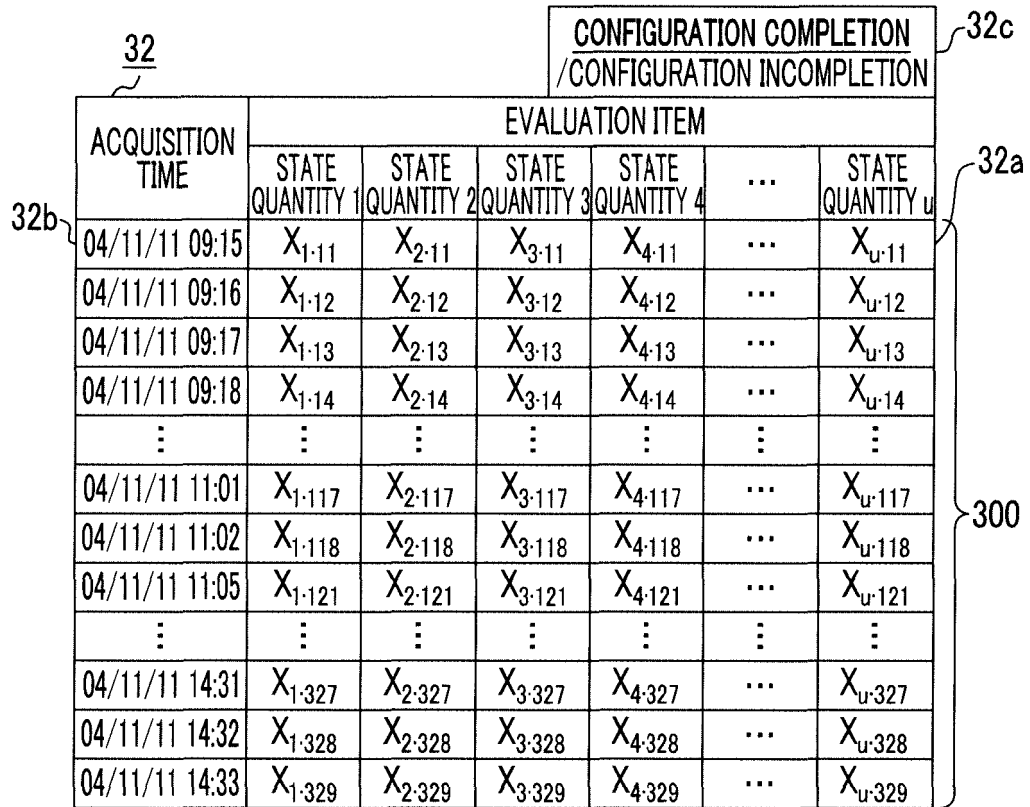 32
CONFIGURATION COMPLETION
/CONFIGURATION INCOMPLETION
32c
ACQUISITION TIME
EVALUATION ITEM
STATE QUANTITY 1 STATE QUANTITY 2 STATE QUANTITY 3 STATE QUANTITY 4 ... STATE QUANTITY u
32a
32b
04/11/11 09:15 X1·11 X2·11 X3·11 X4·11 ... Xu·11
04/11/11 09:16 X1·12 X2·12 X3·12 X4·12 ... Xu·12
04/11/11 09:17 X1·13 X2·13 X3·13 X4·13 ... Xu·13
04/11/11 09:18 X1·14 X2·14 X3·14 X4·14 ... Xu·14
⋮ ⋮ ⋮ ⋮ ⋮ ⋮ ⋮
04/11/11 11:01 X1·117 X2·117 X3·117 X4·117 ... Xu·117
300
04/11/11 11:02 X1·118 X2·118 X3·118 X4·118 ... Xu·118
04/11/11 11:05 X1·121 X2·121 X3·121 X4·121 ... Xu·121
⋮ ⋮ ⋮ ⋮ ⋮ ⋮ ⋮
04/11/11 14:31 X1·327 X2·327 X3·327 X4·327 ... Xu·327
04/11/11 14:32 X1·328 X2·328 X3·328 X4·328 ... Xu·328
04/11/11 14:33 X1·329 X2·329 X3·329 X4·329 ... Xu·329